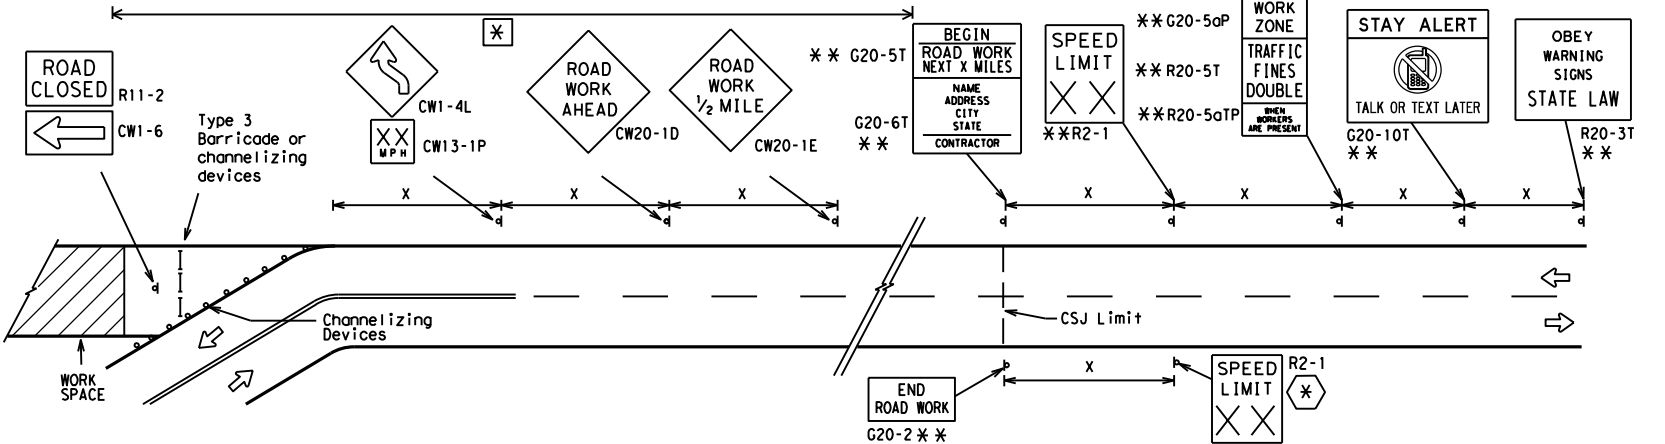 ROAD
CLOSED
R11-2
CW1-6
Type 3
Barricade or
channelizing
devices
CW1-4L
XX
MPH
CW13-1P
*
ROAD
WORK
AHEAD
CW20-1D
ROAD
WORK
1/2 MILE
CW20-1E
** G20-5T
BEGIN
ROAD WORK
NEXT X MILES
NAME
ADDRESS
CITY
STATE
CONTRACTOR
G20-6T
**
SPEED
LIMIT
XX
**R2-1
**G20-5aP
**R20-5T
**R20-5aTP
WORK
ZONE
TRAFFIC
FINES
DOUBLE
WHEN
WORKERS
ARE PRESENT
STAY ALERT
TALK OR TEXT LATER
G20-10T
**
OBEY
WARNING
SIGNS
STATE LAW
R20-3T
**
X
X
X
X
X
X
X
Channelizing
Devices
CSJ Limit
WORK
SPACE
END
ROAD WORK
G20-2 **
X
SPEED
LIMIT
XX
R2-1
*